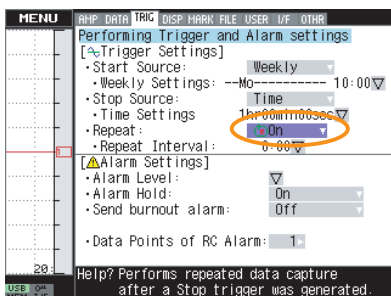 MENU AMP DATA TRIG DISP MARK FILE USER I/F OTHR
Performing Trigger and Alarm settings
[Trigger Settings]
・Start Source: Weekly
・Weekly Settings: --Mo---------- 10:00▽
・Stop Source: Time
・Time Settings 1hr00min00sec▽
・Repeat: On
・Repeat Interval: 0:00▽
[Alarm Settings]
・Alarm Level: ▽
・Alarm Hold: On
・Send burnout alarm: Off
・Data Points of RC Alarm: 1
20:
Help? Performs repeated data capture
after a Stop trigger was generated.
USB